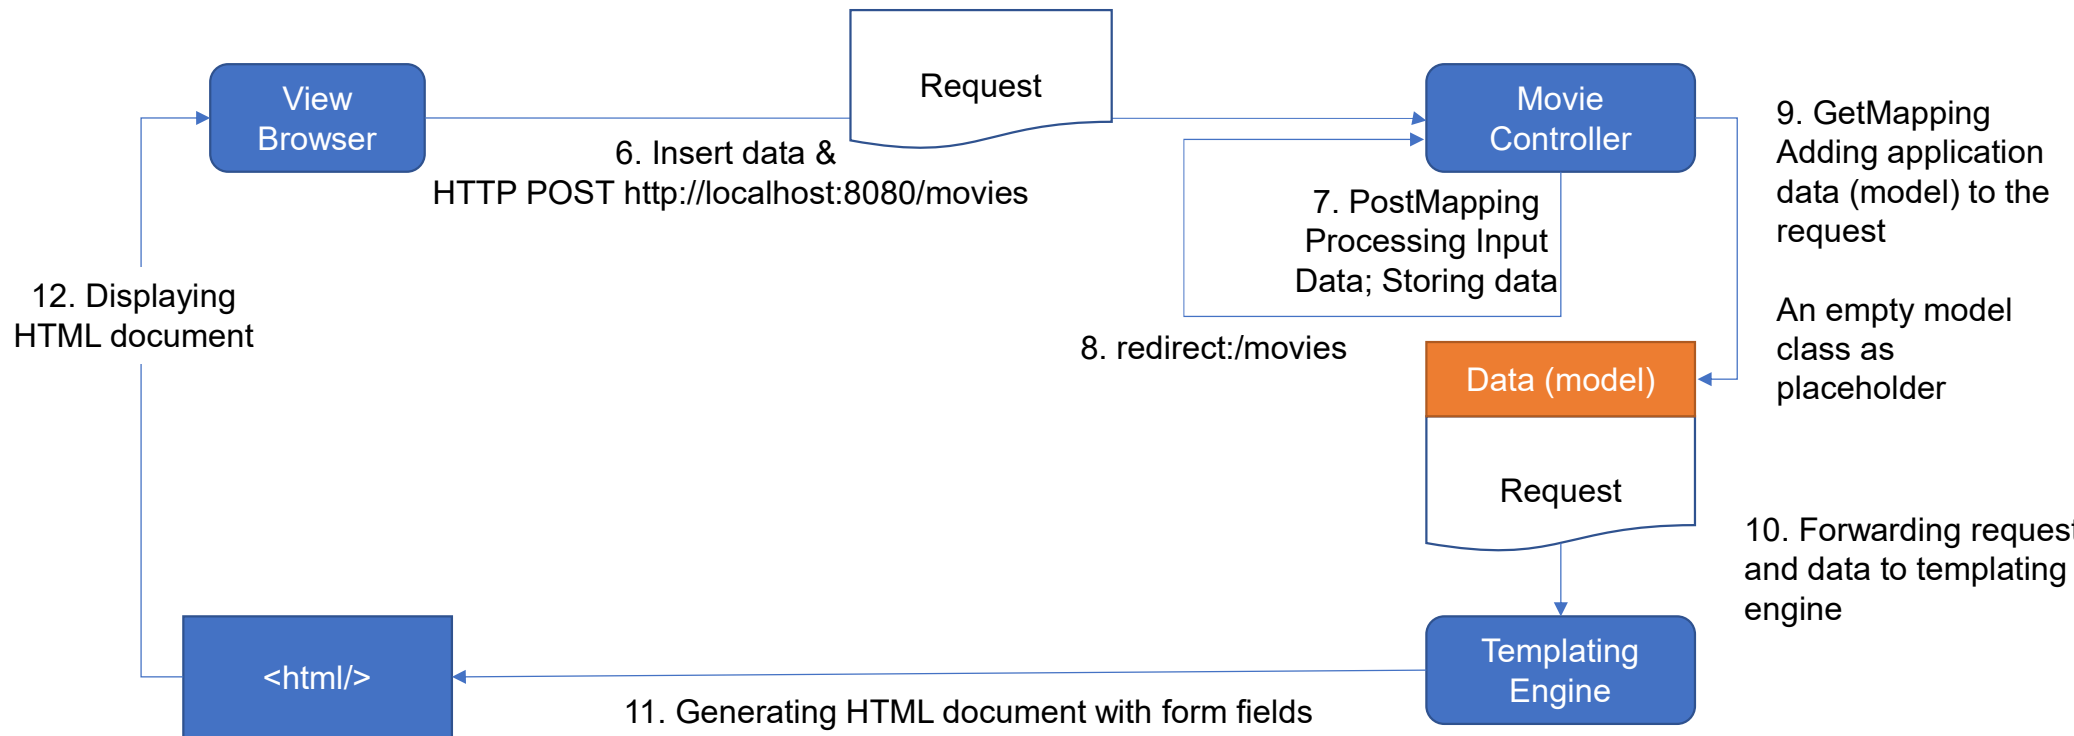 View
Browser
Request
Movie
Controller
6. Insert data &
HTTP POST http://localhost:8080/movies
7. PostMapping
Processing Input
Data; Storing data
8. redirect:/movies
9. GetMapping
Adding application
data (model) to the
request
An empty model
class as
placeholder
Data (model)
Request
10. Forwarding request
and data to templating
engine
Templating
Engine
11. Generating HTML document with form fields
<html/>
12. Displaying
HTML document